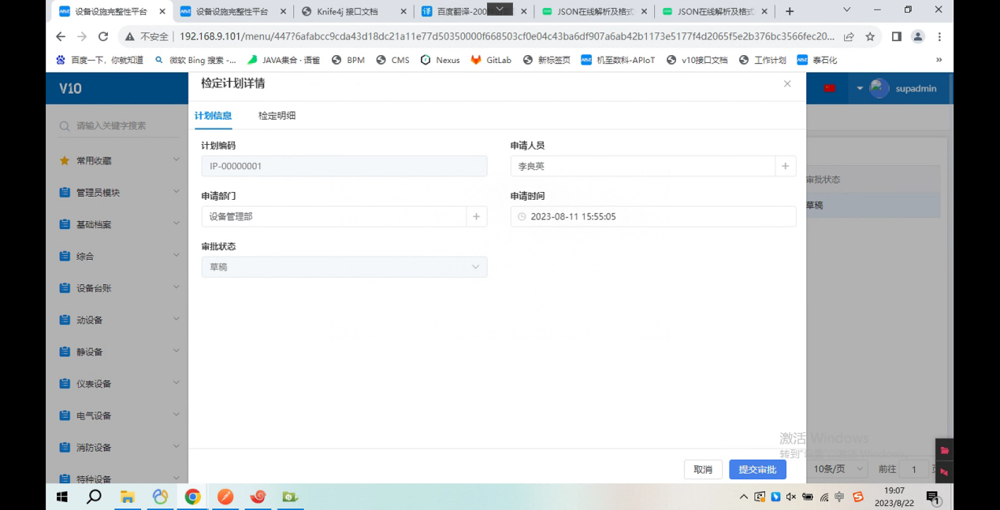 设备设施完整性平台
设备设施完整性平台
Knife4j 接口文档
百度翻译-200
JSON在线解析及格式
JSON在线解析及格式
不安全
192.168.9.101/menu/447?6afabcc9cda43d18dc21a11e77d50350000f668503cf0e04c43ba6df907a6ab42b1173e5177f4d2065f5e2b376bc3566fec20...
百度一下，你就知道
微软 Bing 搜索 -...
JAVA集合 · 语雀
BPM
CMS
Nexus
GitLab
新标签页
机至数科-APIoT
v10接口文档
工作计划
泰石化
»
V10
检定计划详情
supadmin
请输入关键字搜索
计划信息
检定明细
常用收藏
管理员模块
基础档案
综合
设备台账
动设备
静设备
仪表设备
电气设备
消防设备
特种设备
计划编码
IP-00000001
申请人员
李良英
申请部门
设备管理部
申请时间
2023-08-11 15:55:05
审批状态
草稿
审批状态
草稿
激活 Windows
取消
提交审批
10条/页
前往
1
中
19:07
2023/8/22
1